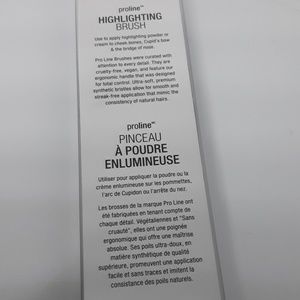 proline™
HIGHLIGHTING
BRUSH
Use to apply highlighting powder or
cream to cheek bones, Cupid's bow
& the bridge of nose.
Pro Line Brushes were curated with
attention to every detail. They are
cruelty-free, vegan, and feature our
ergonomic handle that was designed
for total control. Ultra-soft, premium
synthetic bristles allow for smooth and
streak-free application that mimic the
consistency of natural hairs.
proline™
PINCEAU
À POUDRE
ENLUMINEUSE
Utiliser pour appliquer la poudre ou la
crème enlumineuse sur les pommettes,
l'arc de Cupidon ou l'arrête du nez.
Les brosses de la marque Pro Line ont
été fabriquées en tenant compte de
chaque détail. Végétaliennes et "Sans
cruauté", elles ont une poignée
ergonomique qui offre une maîtrise
absolue. Ses poils ultra-doux, en
matière synthétique de qualité
supérieure, promeuvent une application
facile et sans traces et imitent la
consistance des poils naturels.